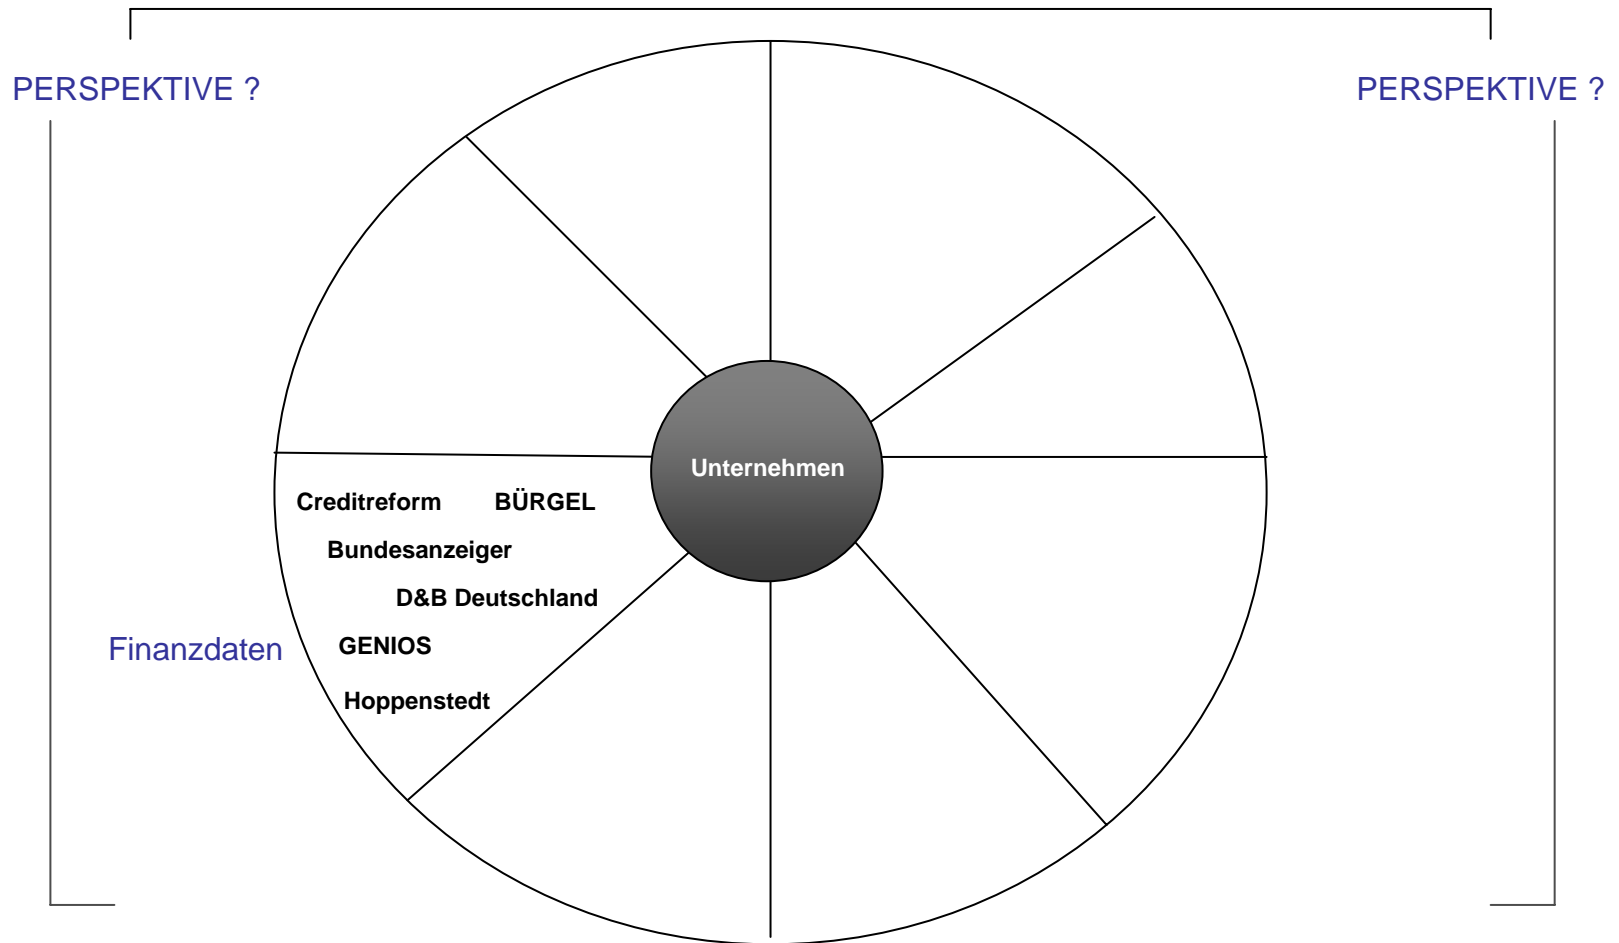 PERSPEKTIVE ?
PERSPEKTIVE ?
Unternehmen
Creditreform BÜRGEL
Bundesanzeiger
D&B Deutschland
Finanzdaten
GENIOS
Hoppenstedt